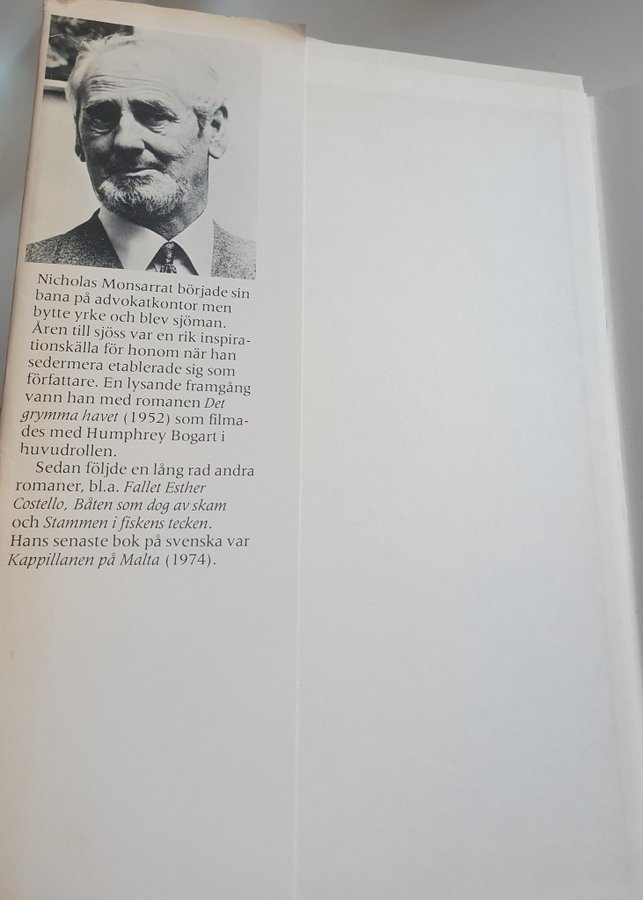 Nicholas Monsarrat började sin
bana på advokatkontor men
bytte yrke och blev sjöman.
Åren till sjöss var en rik inspira-
tionskälla för honom när han
sedermera etablerade sig som
författare. En lysande framgång
vann han med romanen Det
grymma havet (1952) som filma-
des med Humphrey Bogart i
huvudrollen.
Sedan följde en lång rad andra
romaner, bl.a. Fallet Esther
Costello, Båten som dog av skam
och Stammen i fiskens tecken.
Hans senaste bok på svenska var
Kappillanen på Malta (1974).